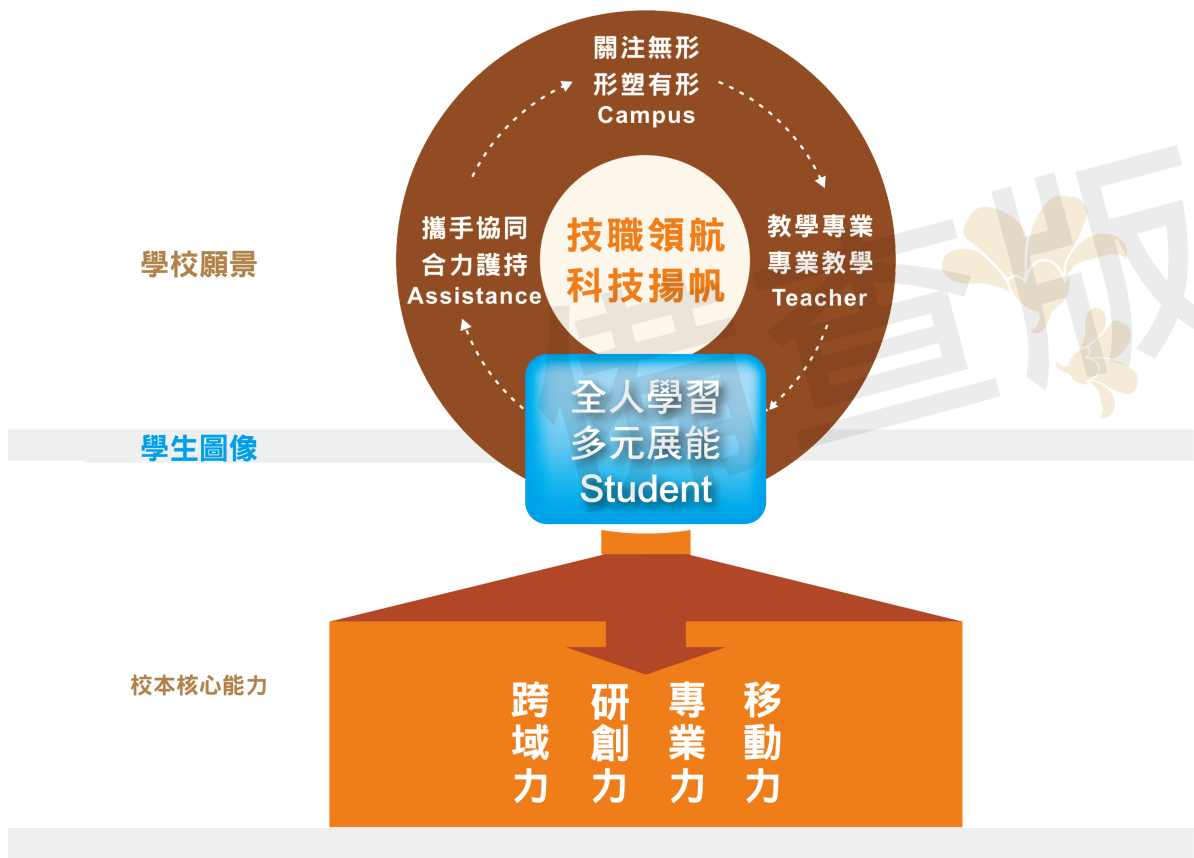 關注無形
形塑有形
Campus
攜手協同
合力護持
Assistance
技職領航
科技揚帆
教學專業
專業教學
Teacher
學校願景
全人學習
多元展能
Student
學生圖像
校本核心能力
跨域力
研創力
專業力
移動力
備查版